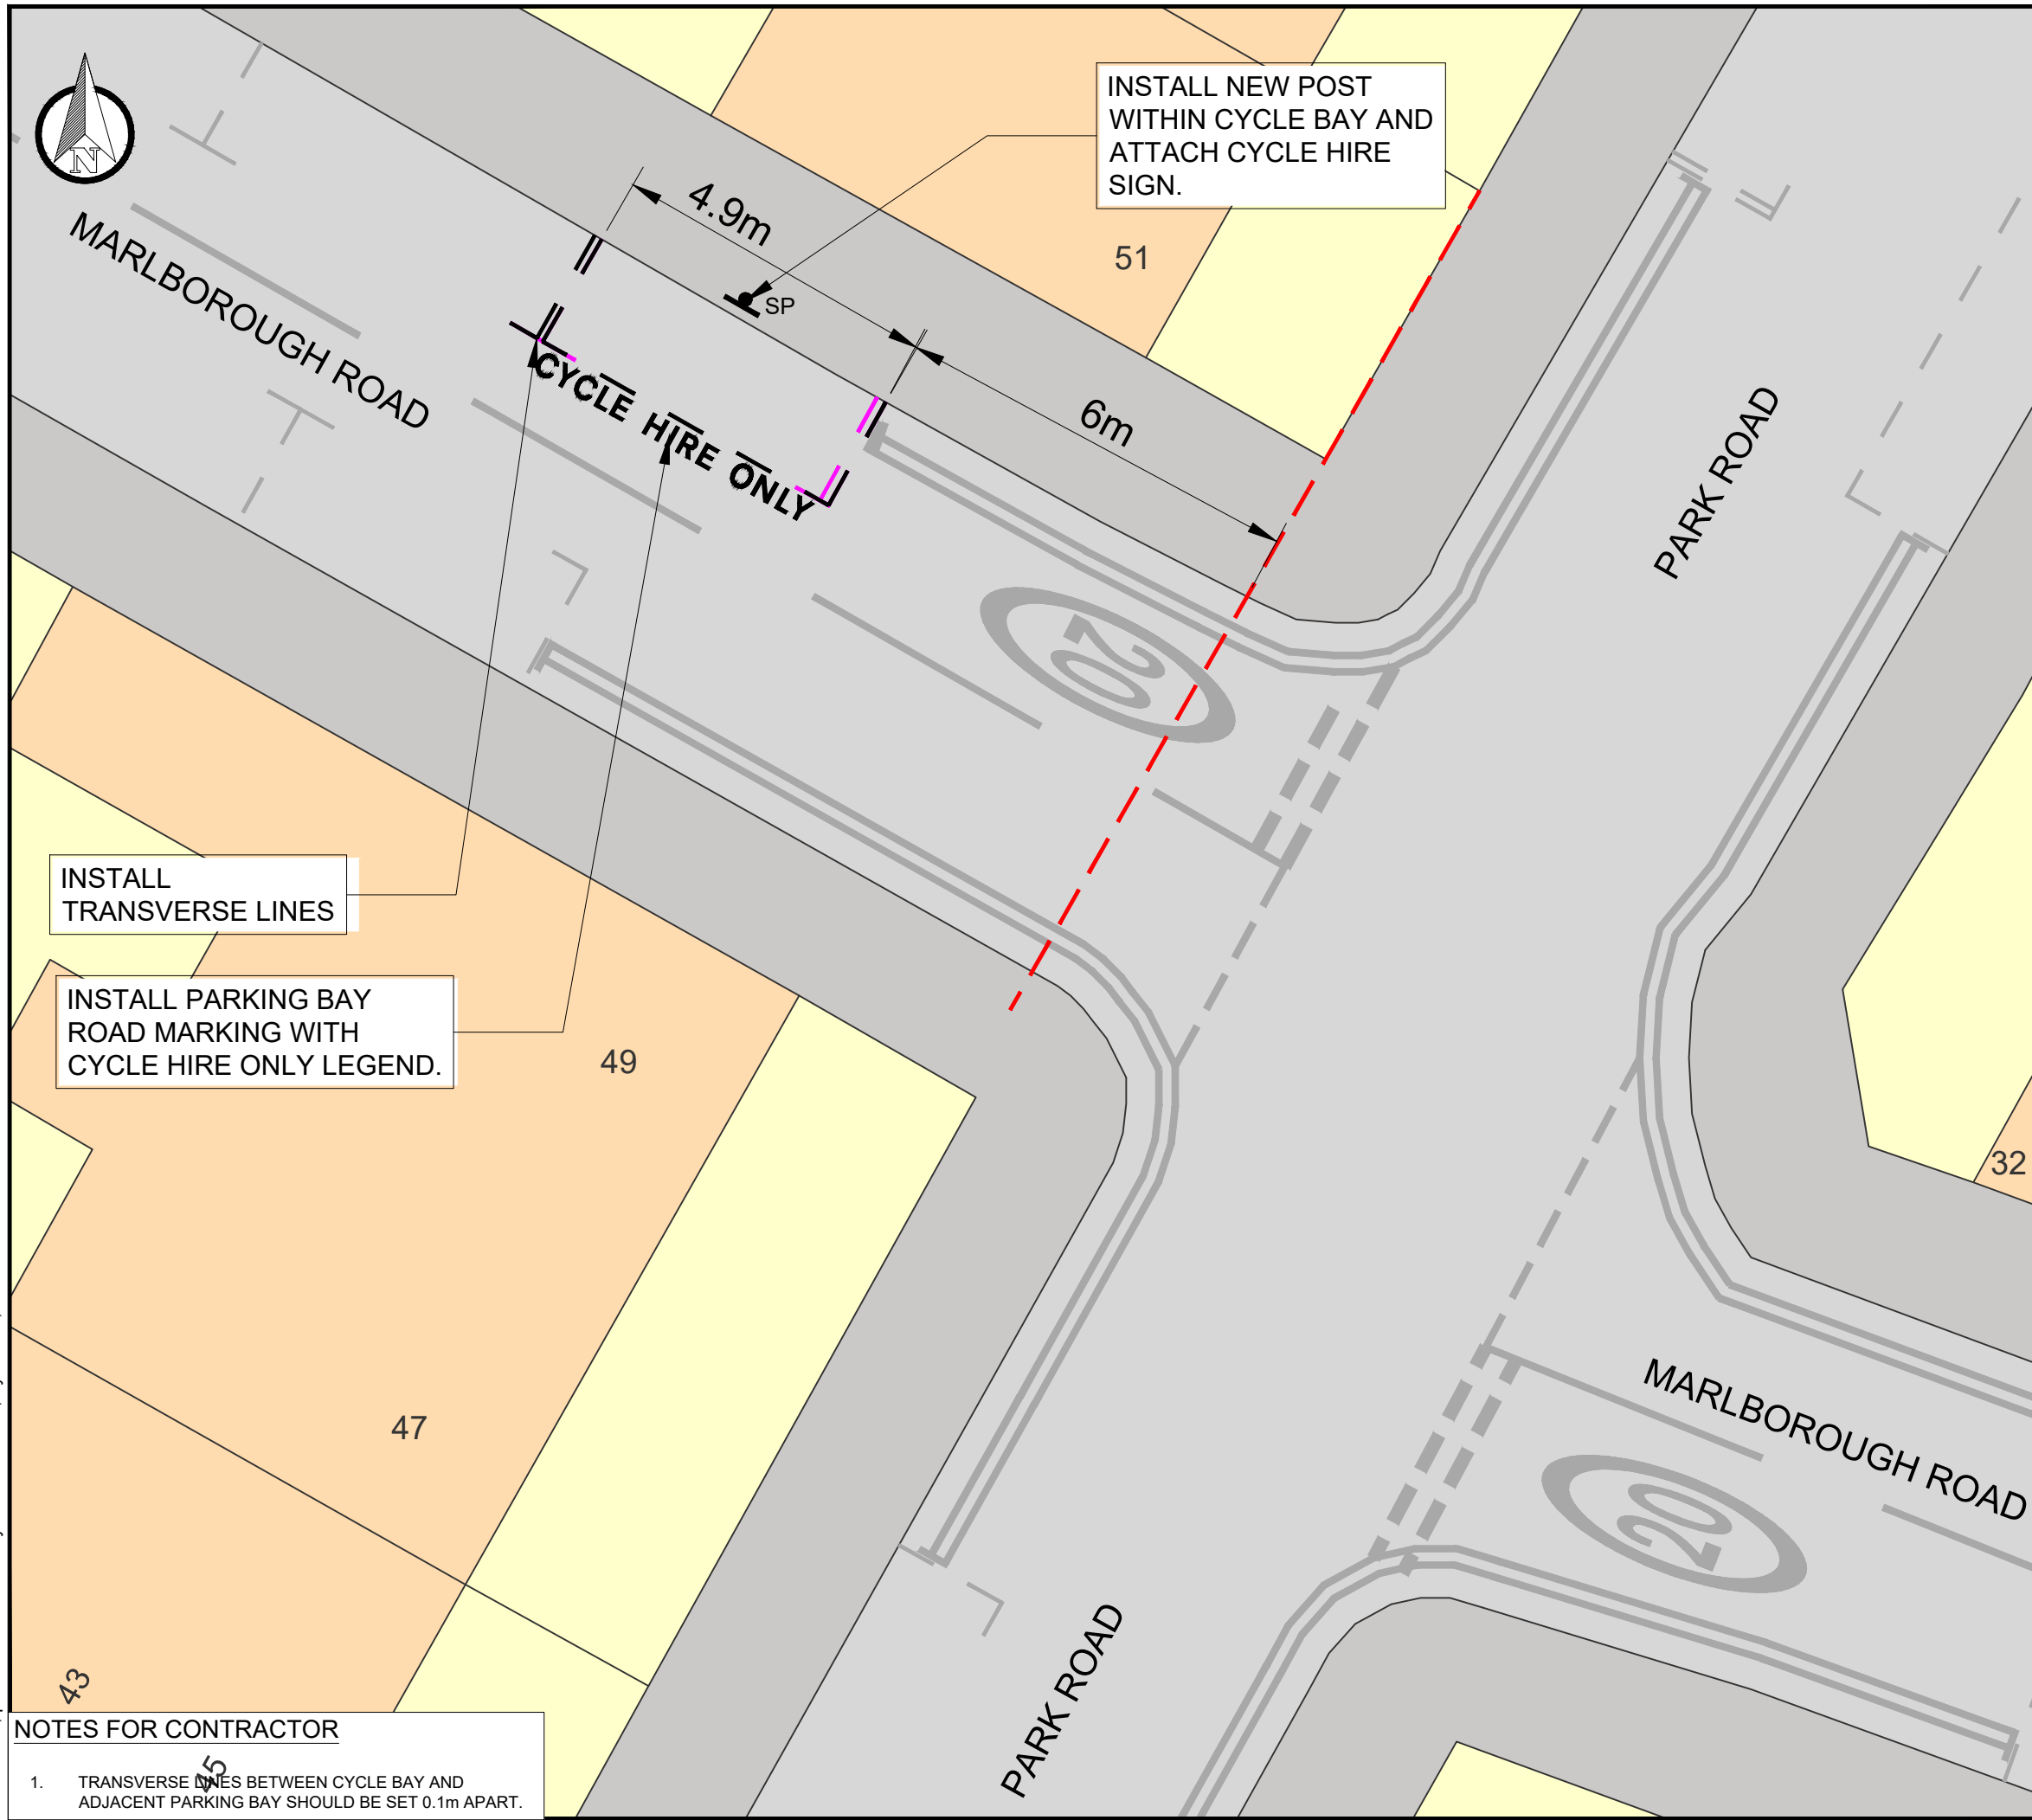 N
INSTALL NEW POST
WITHIN CYCLE BAY AND
ATTACH CYCLE HIRE
SIGN.
4.9m
51
SP
MARLBOROUGH ROAD
CYCLE HIRE ONLY
6m
PARK ROAD
20
INSTALL
TRANSVERSE LINES
INSTALL PARKING BAY
ROAD MARKING WITH
CYCLE HIRE ONLY LEGEND.
49
32
47
MARLBOROUGH ROAD
20
PARK ROAD
43
45
NOTES FOR CONTRACTOR
1. TRANSVERSE LINES BETWEEN CYCLE BAY AND
ADJACENT PARKING BAY SHOULD BE SET 0.1m APART.